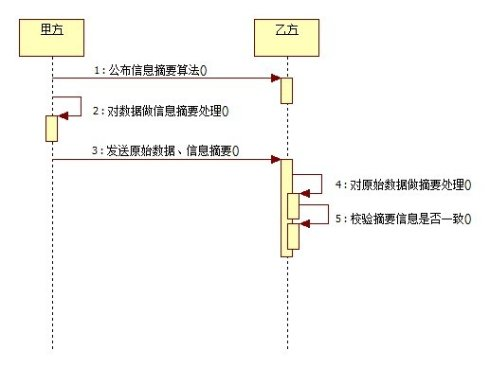 甲方
乙方
1 : 公布信息摘要算法()
2 : 对数据做信息摘要处理()
3 : 发送原始数据、信息摘要()
4 : 对原始数据做摘要处理()
5 : 校验摘要信息是否一致()